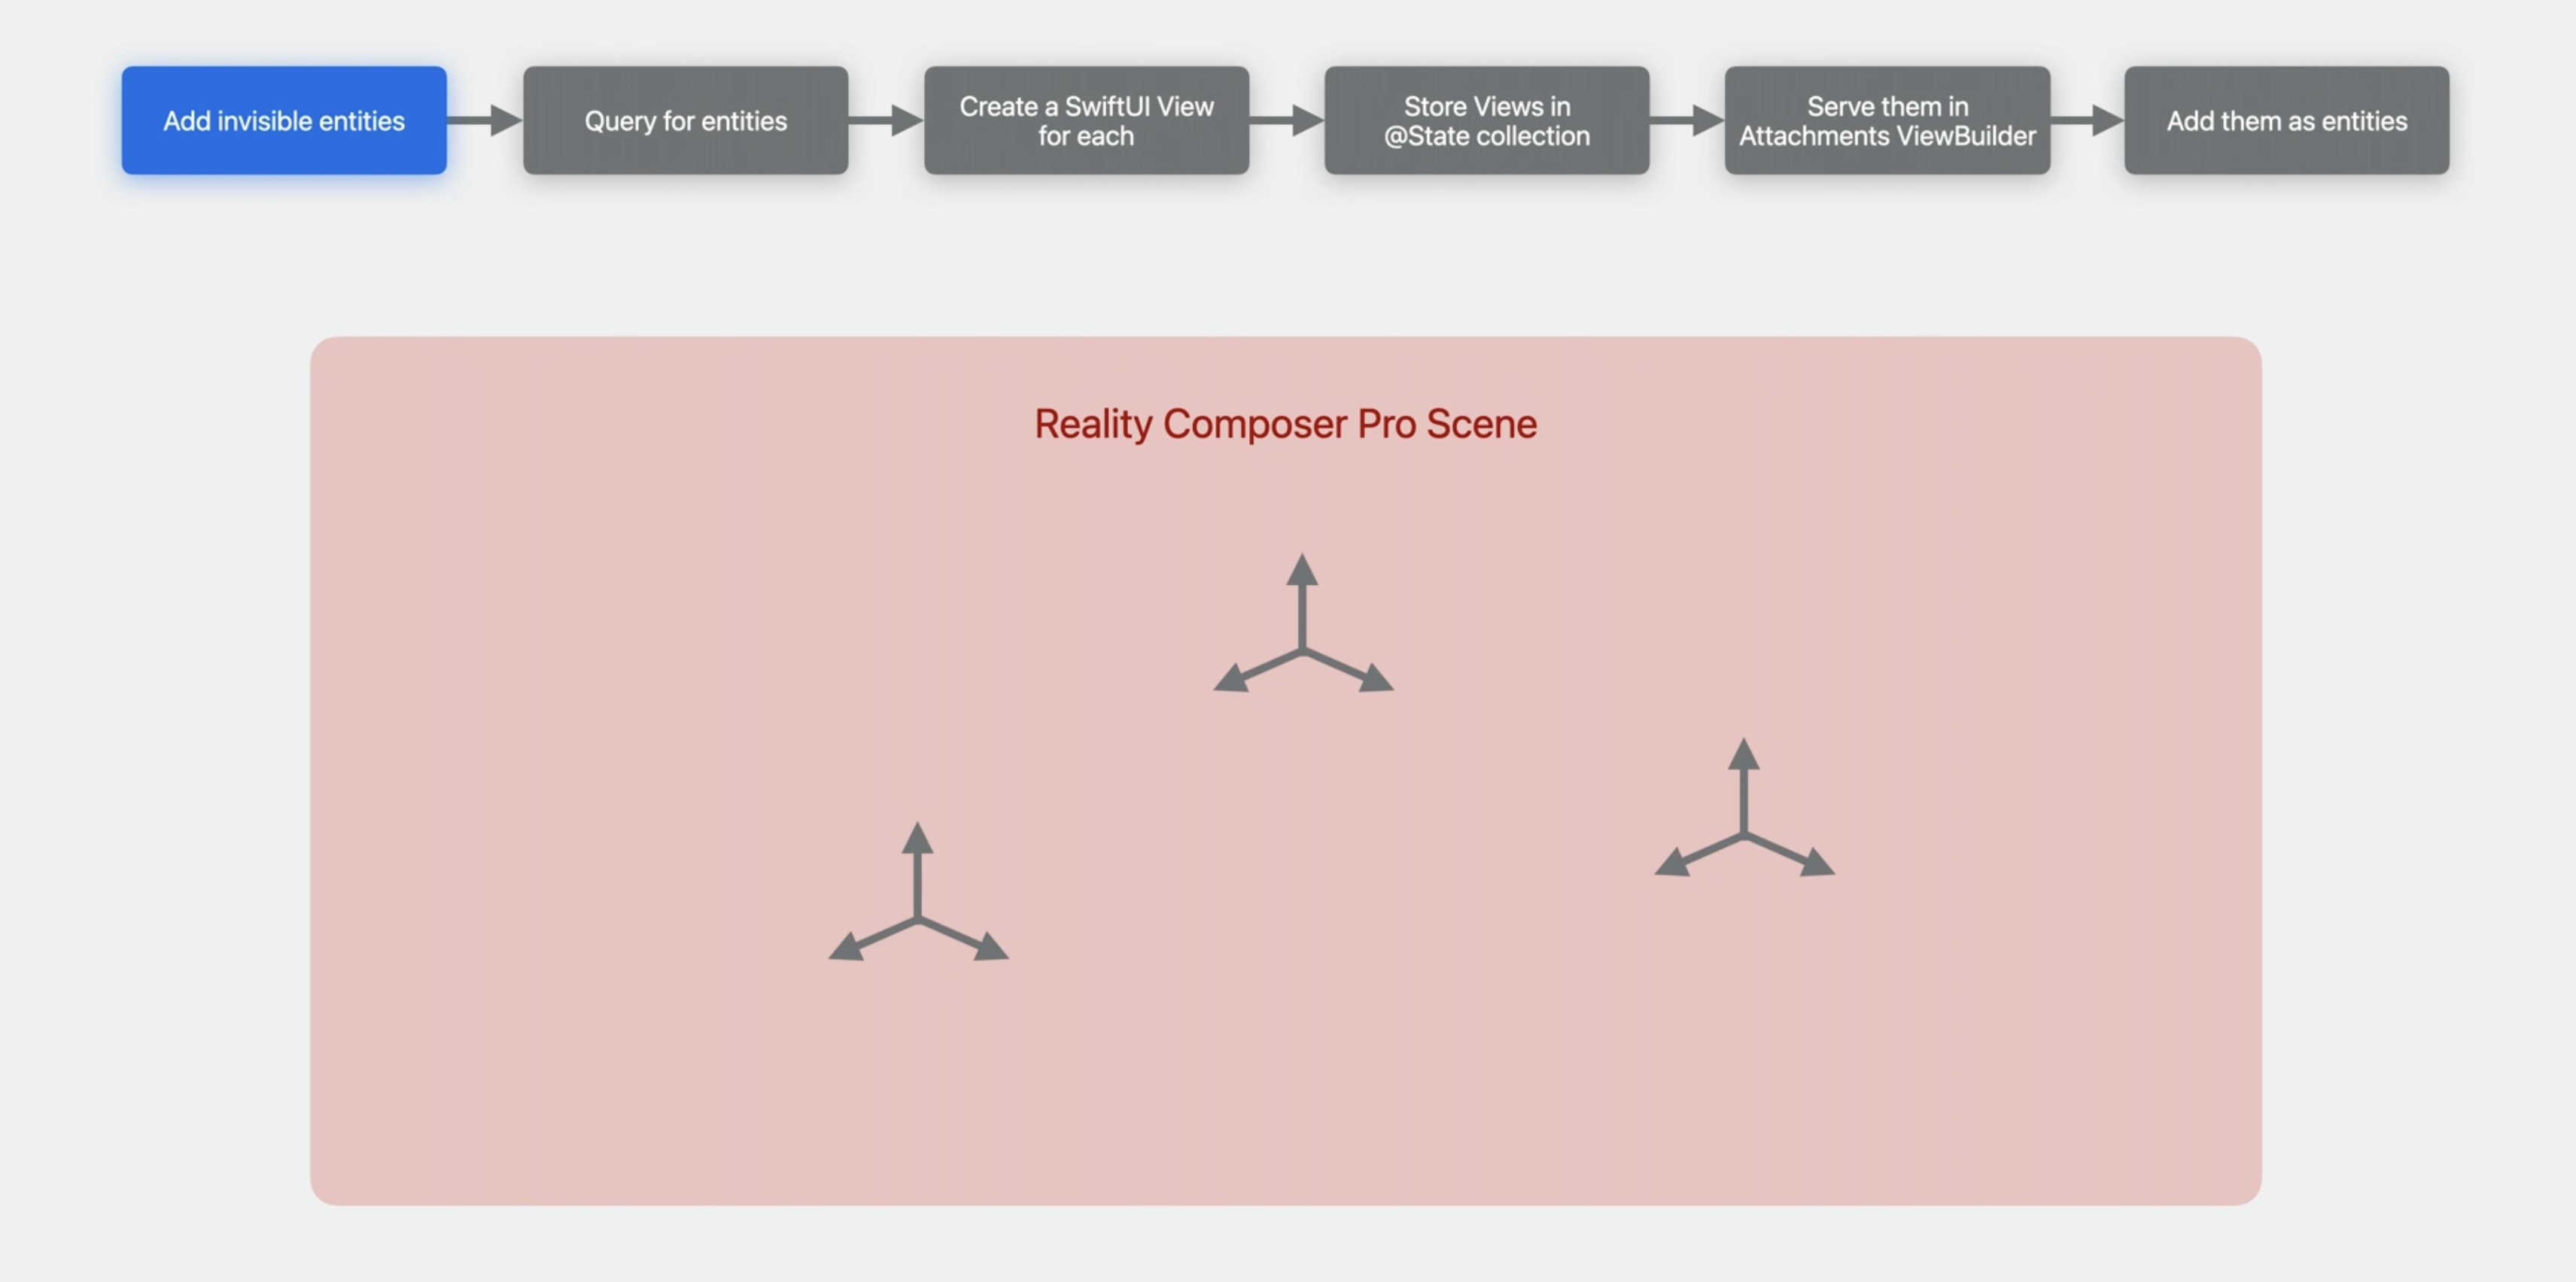 Add invisible entities
Query for entities
Create a SwiftUI View
for each
Store Views in
@State collection
Serve them in
Attachments ViewBuilder
Add them as entities
Reality Composer Pro Scene